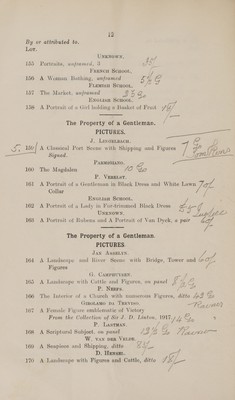 15
By or attributed to.
Lot.
UNKNOWN.
155 Portraits, unframed, 3
FRENCH SCHOOL.
156 A Woman Bathing, unframed
FLEMISH SCHOOL.
157 The Market, unframed
ENGLISH SCHOOL.
158 A Portrait of a Girl holding a Basket of Fruit
The Property of a Gentleman.
PICTURES.
J. LINGELBACH.
159 A Classical Port Scene with Shipping and Figures
Signed.
PARMIGIANO.
160 The Magdalen
P. VERELST.
161 A Portrait of a Gentleman in Black Dress and White Lawn
Collar
ENGLISH SCHOOL.
162 A Portrait of a Lady in Fur-trimmed Black Dress
UNKNOWN.
163 A Portrait of Rubens and A Portrait of Van Dyck, a pair
The Property of a Gentleman.
PICTURES.
JAN ASSELYN.
164 A Landscape and River Scene with Bridge, Tower and
Figures
G. CAMPHUYZEN.
165 A Landscape with Cattle and Figures, on panel
P. NEEFS.
166 The Interior of a Church with numerous Figures, ditto
GIROLAMO DA TREVISO.
167 A Female Figure emblematic of Victory
From the Collection of Sir J. D. Linton, 1917
P. LASTMAN.
168 A Scriptural Subject, on panel
W. VAN DER VELDE.
169 A Seapiece and Shipping, ditto
D. HENSEL.
170 A Landscape with Figures and Cattle, ditto